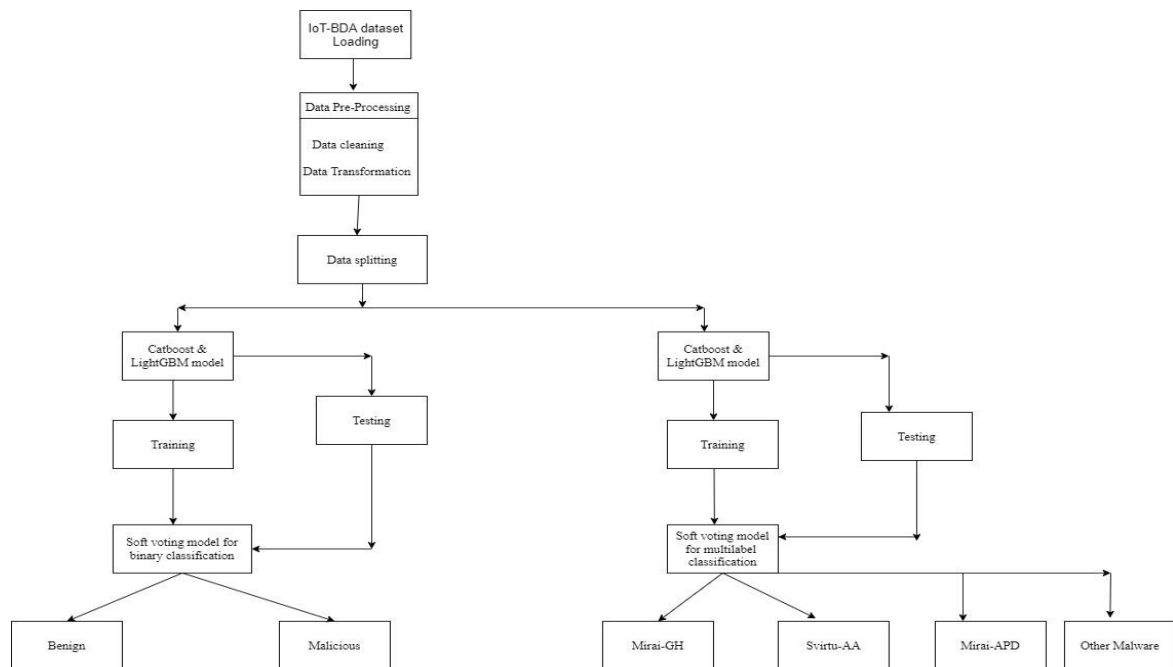 IoT-BDA dataset
Loading
Data Pre-Processing
Data cleaning
Data Transformation
Data splitting
Catboost &
LightGBM model
Catboost &
LightGBM model
Testing
Training
Testing
Training
Soft voting model for
binary classification
Soft voting model
for multilabel
classification
Benign
Malicious
Mirai-GH
Svirtu-AA
Mirai-APD
Other Malware